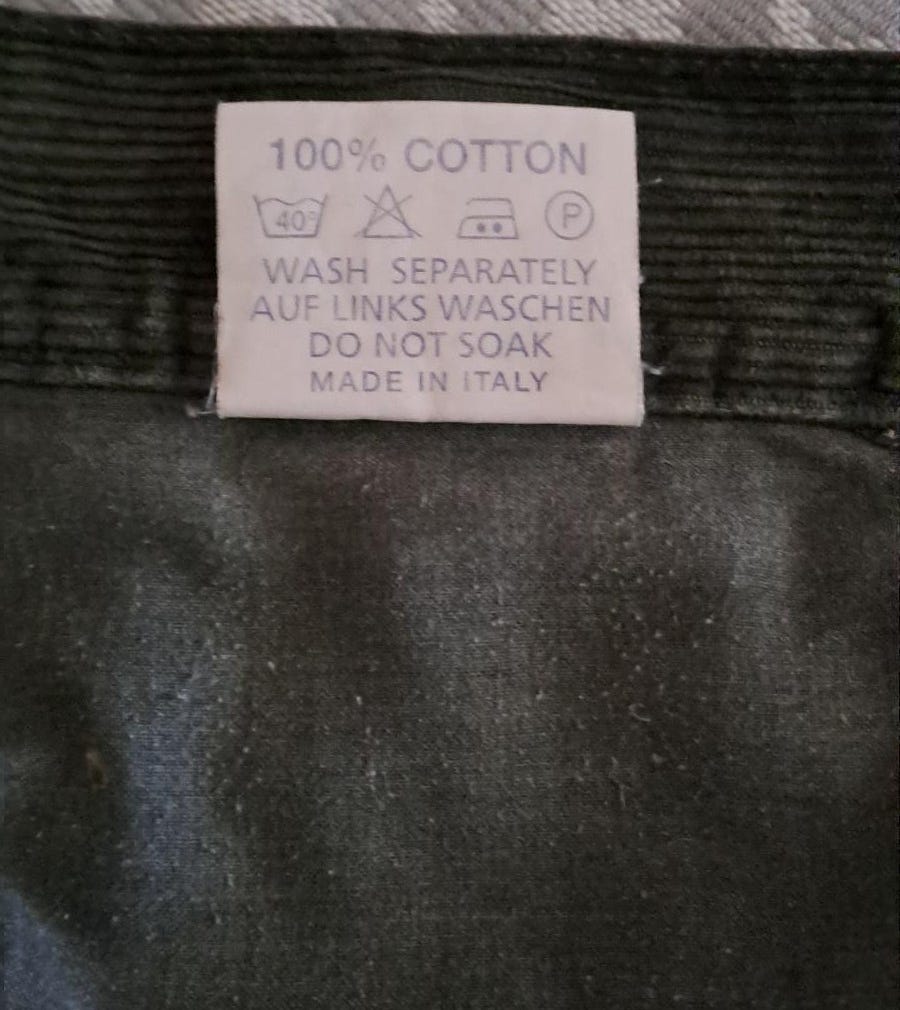 100% COTTON
40° P
WASH SEPARATELY
AUF LINKS WASCHEN
DO NOT SOAK
MADE IN ITALY